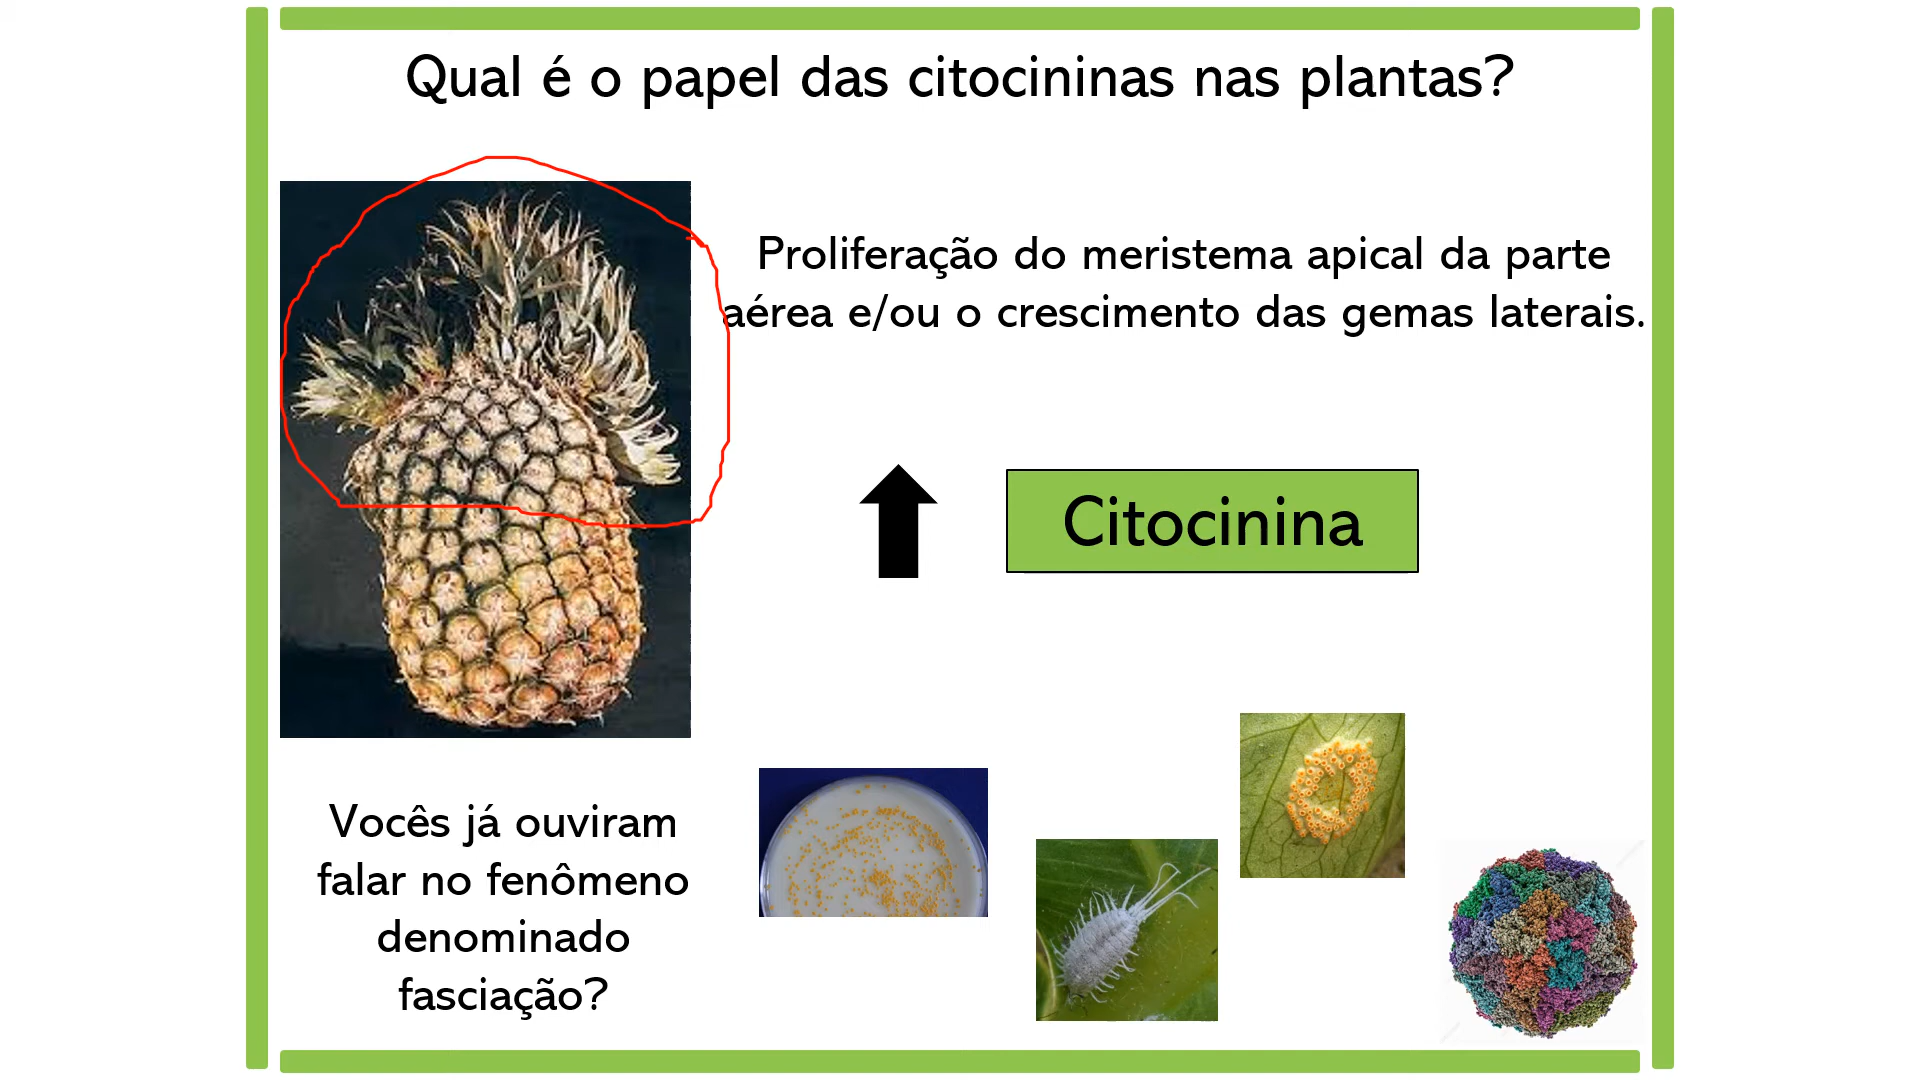 Qual é o papel das citocininas nas plantas?
Proliferação do meristema apical da parte
aérea e/ou o crescimento das gemas laterais.
Citocinina
Vocês já ouviram
falar no fenômeno
denominado
fasciação?